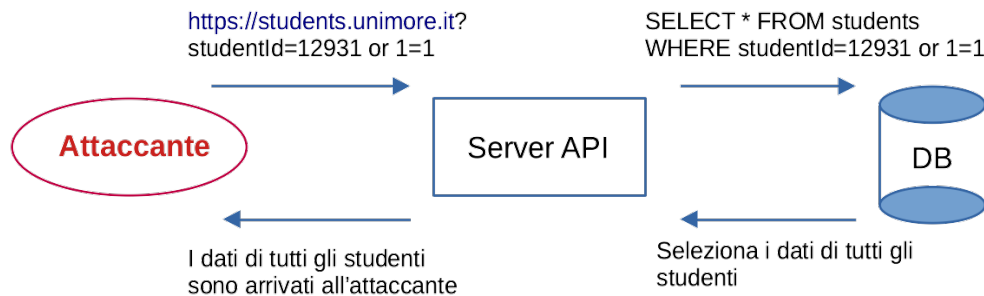 https://students.unimore.it?
studentId=12931 or 1=1
SELECT * FROM students
WHERE studentId=12931 or 1=1
Attaccante
Server API
DB
I dati di tutti gli studenti
sono arrivati all'attaccante
Seleziona i dati di tutti gli
studenti